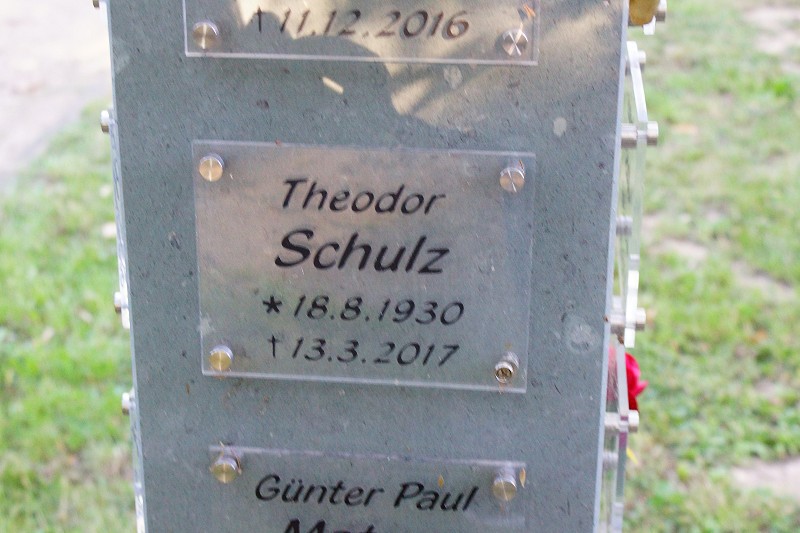 †11.12.2016
Theodor
Schulz
* 18.8.1930
†13.3.2017
Günter Paul